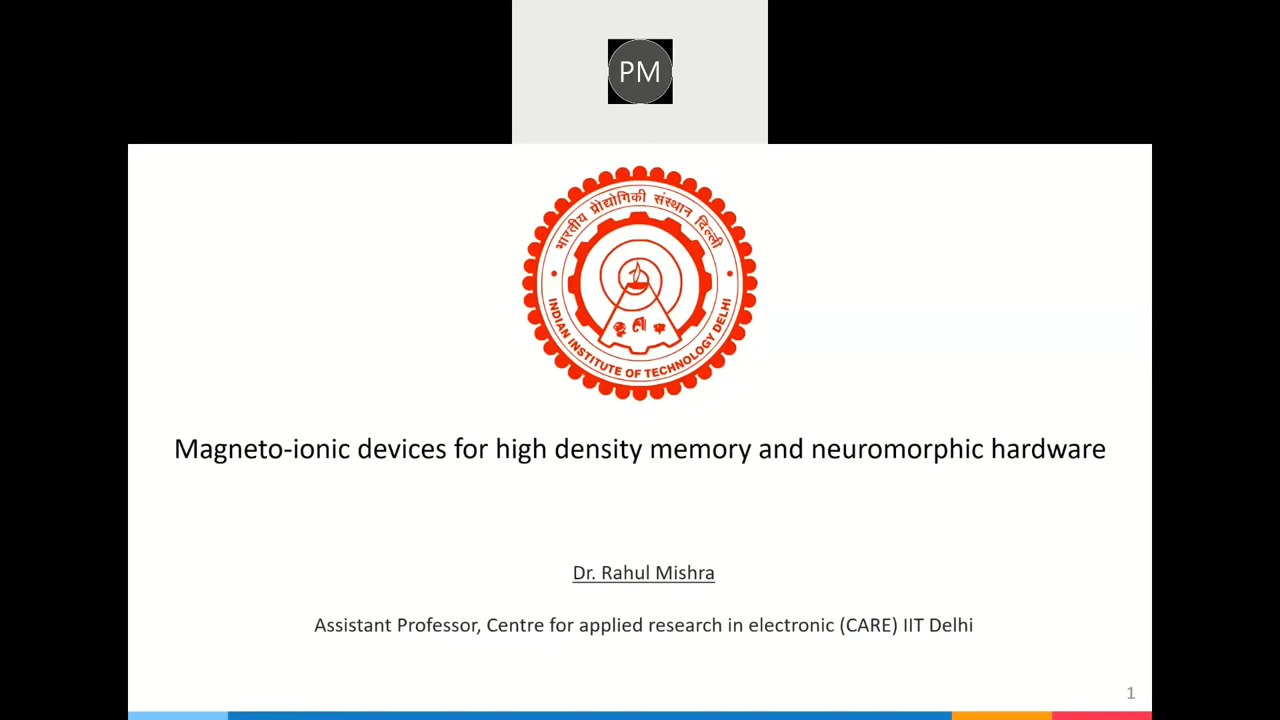 PM
भारतीय प्रौद्योगिकी संस्थान दिल्ली
INDIAN INSTITUTE OF TECHNOLOGY DELHI
Magneto-ionic devices for high density memory and neuromorphic hardware
Dr. Rahul Mishra
Assistant Professor, Centre for applied research in electronic (CARE) IIT Delhi
1